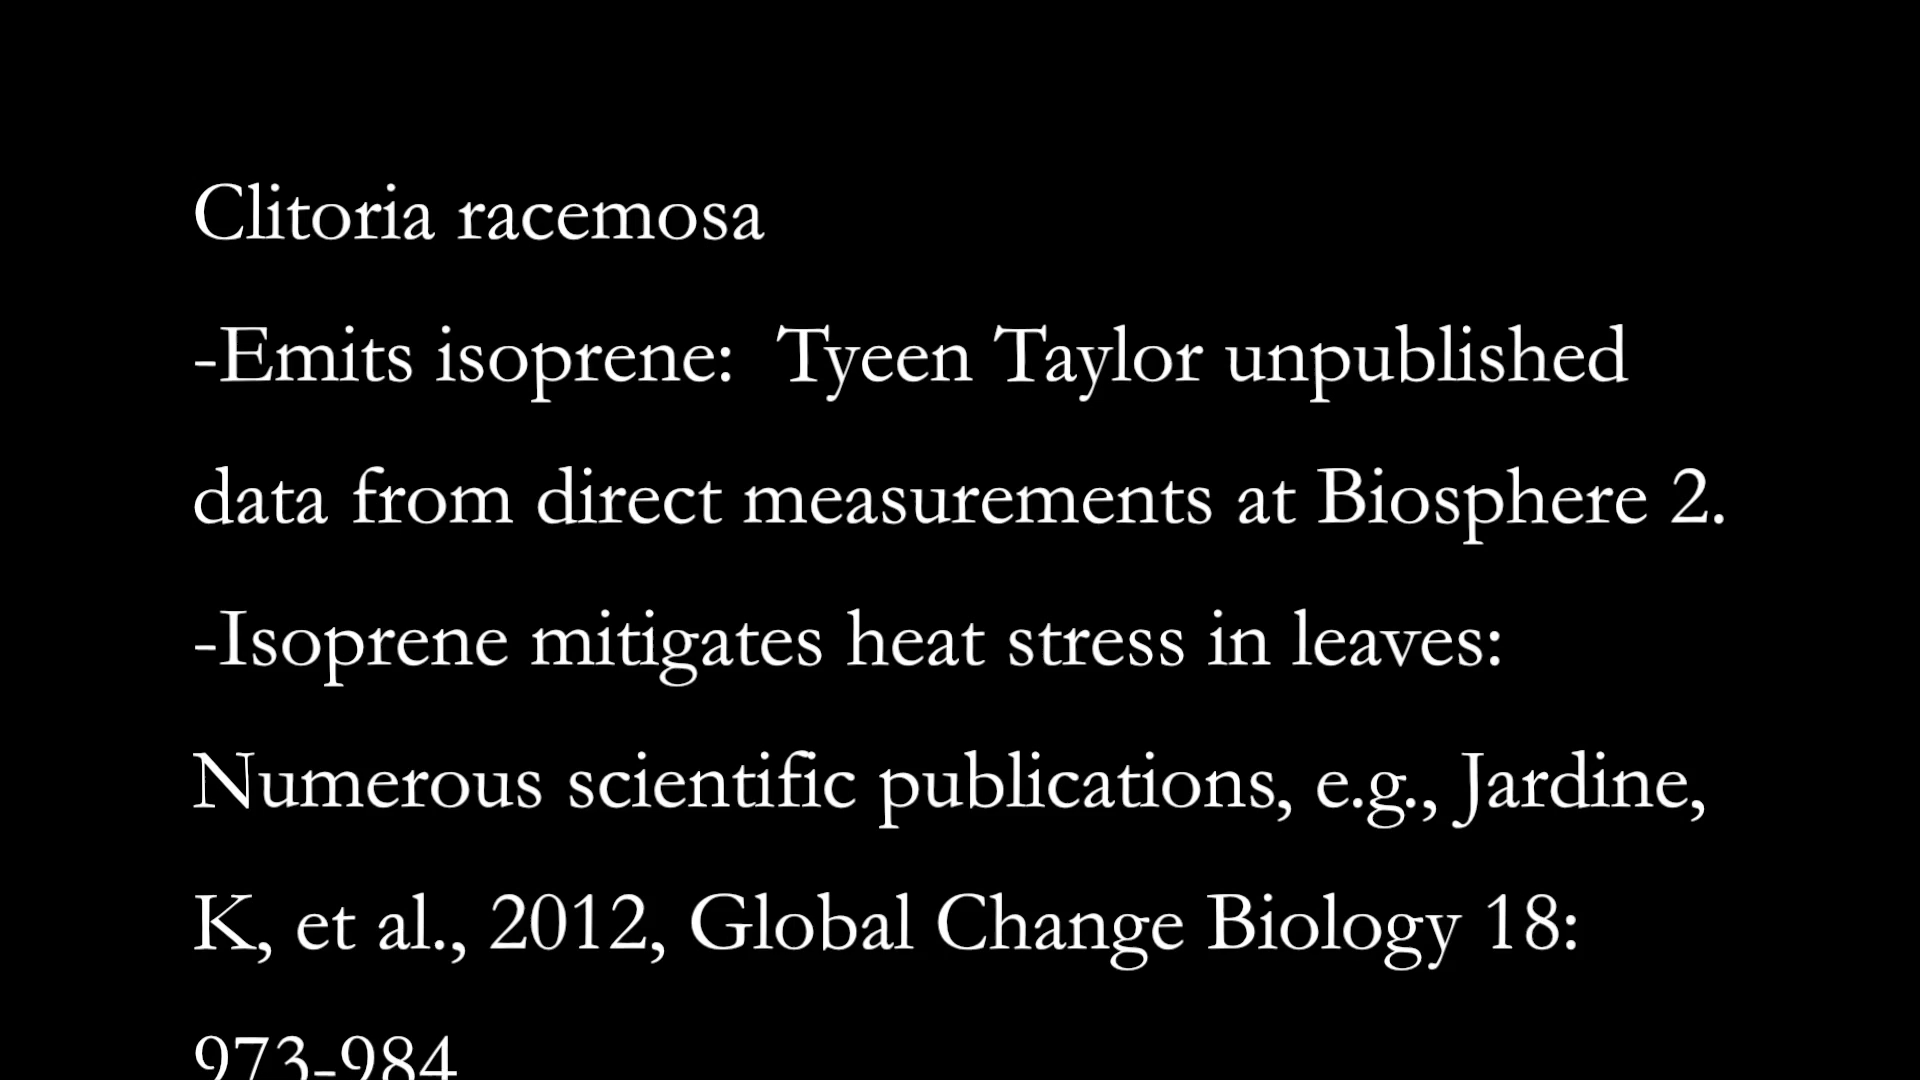 Clitoria racemosa
-Emits isoprene:  Tyeen Taylor unpublished
data from direct measurements at Biosphere 2.
-Isoprene mitigates heat stress in leaves:
Numerous scientific publications, e.g., Jardine,
K, et al., 2012, Global Change Biology 18:
973-984